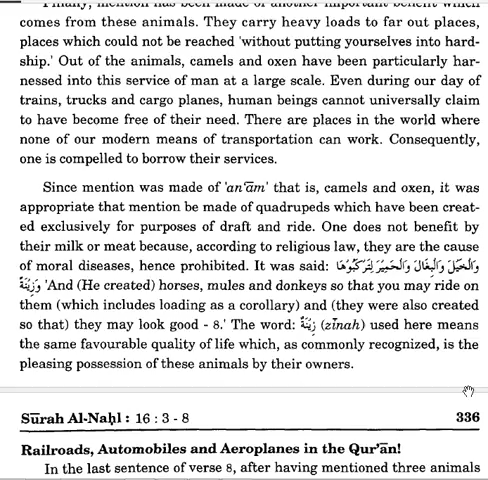 Finally, mention has been made of another important benefit which
comes from these animals. They carry heavy loads to far out places,
places which could not be reached 'without putting yourselves into hard-
ship.' Out of the animals, camels and oxen have been particularly har-
nessed into this service of man at a large scale. Even during our day of
trains, trucks and cargo planes, human beings cannot universally claim
to have become free of their need. There are places in the world where
none of our modern means of transportation can work. Consequently,
one is compelled to borrow their services.
Since mention was made of 'an'ām' that is, camels and oxen, it was
appropriate that mention be made of quadrupeds which have been creat-
ed exclusively for purposes of draft and ride. One does not benefit by
their milk or meat because, according to religious law, they are the cause
of moral diseases, hence prohibited. It was said: وَالْخَيْلَ وَالْبِغَالَ وَالْحَمِيْرَ لِتَرْكَبُوْهَا
وَزِيْنَةً 'And (He created) horses, mules and donkeys so that you may ride on
them (which includes loading as a corollary) and (they were also created
so that) they may look good - 8.' The word: زِيْنَةً (zīnah) used here means
the same favourable quality of life which, as commonly recognized, is the
pleasing possession of these animals by their owners.
Sūrah Al-Naḥl : 16 : 3 - 8 336
Railroads, Automobiles and Aeroplanes in the Qur'ān!
In the last sentence of verse 8, after having mentioned three animals